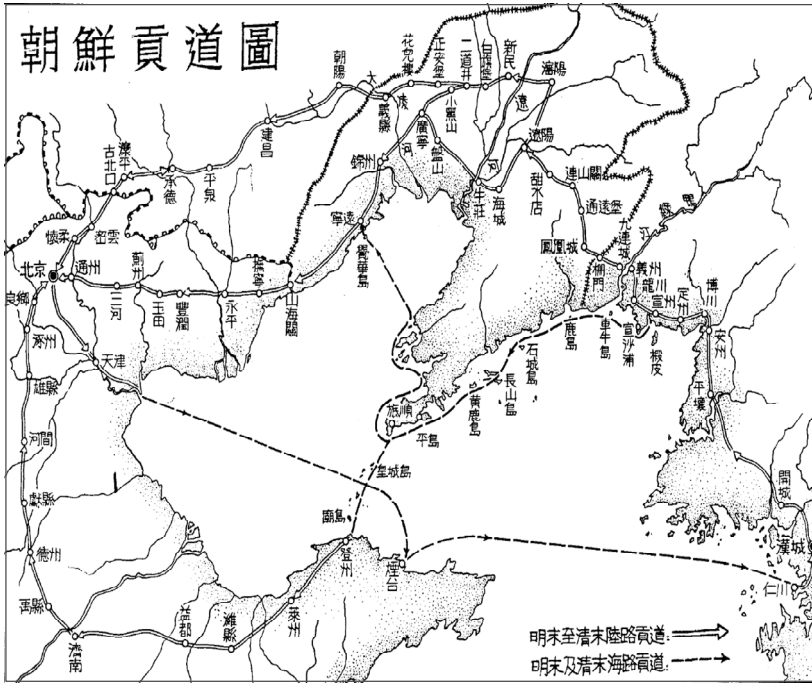 朝鮮貢道圖
朝陽
大
凌
河
義縣
花兒樓
正安堡
二道井
小黑山
白旗堡
新民
瀋陽
遼
河
遼陽
廣寧
盤山
牛莊
海城
甜水店
連山關
通遠堡
鳳凰城
柵門
九連城
鴨
綠
江
義州
龍川
宣州
定州
博川
安州
平壤
開城
漢城
仁川
建昌
平泉
承德
灤平
古北口
密雲
懷柔
北京
通州
三河
薊州
玉田
豐潤
永平
撫寧
山海關
寧遠
覺華島
錦州
良鄉
涿州
雄縣
河間
獻縣
德州
禹縣
濟南
益都
濰縣
萊州
登州
廟島
皇城島
煙台
天津
旅順
平島
黄鹿島
長山島
石城島
鹿島
車牛島
宣沙浦
椵皮
明末至清末陸路貢道:
明末及清末海路貢道: